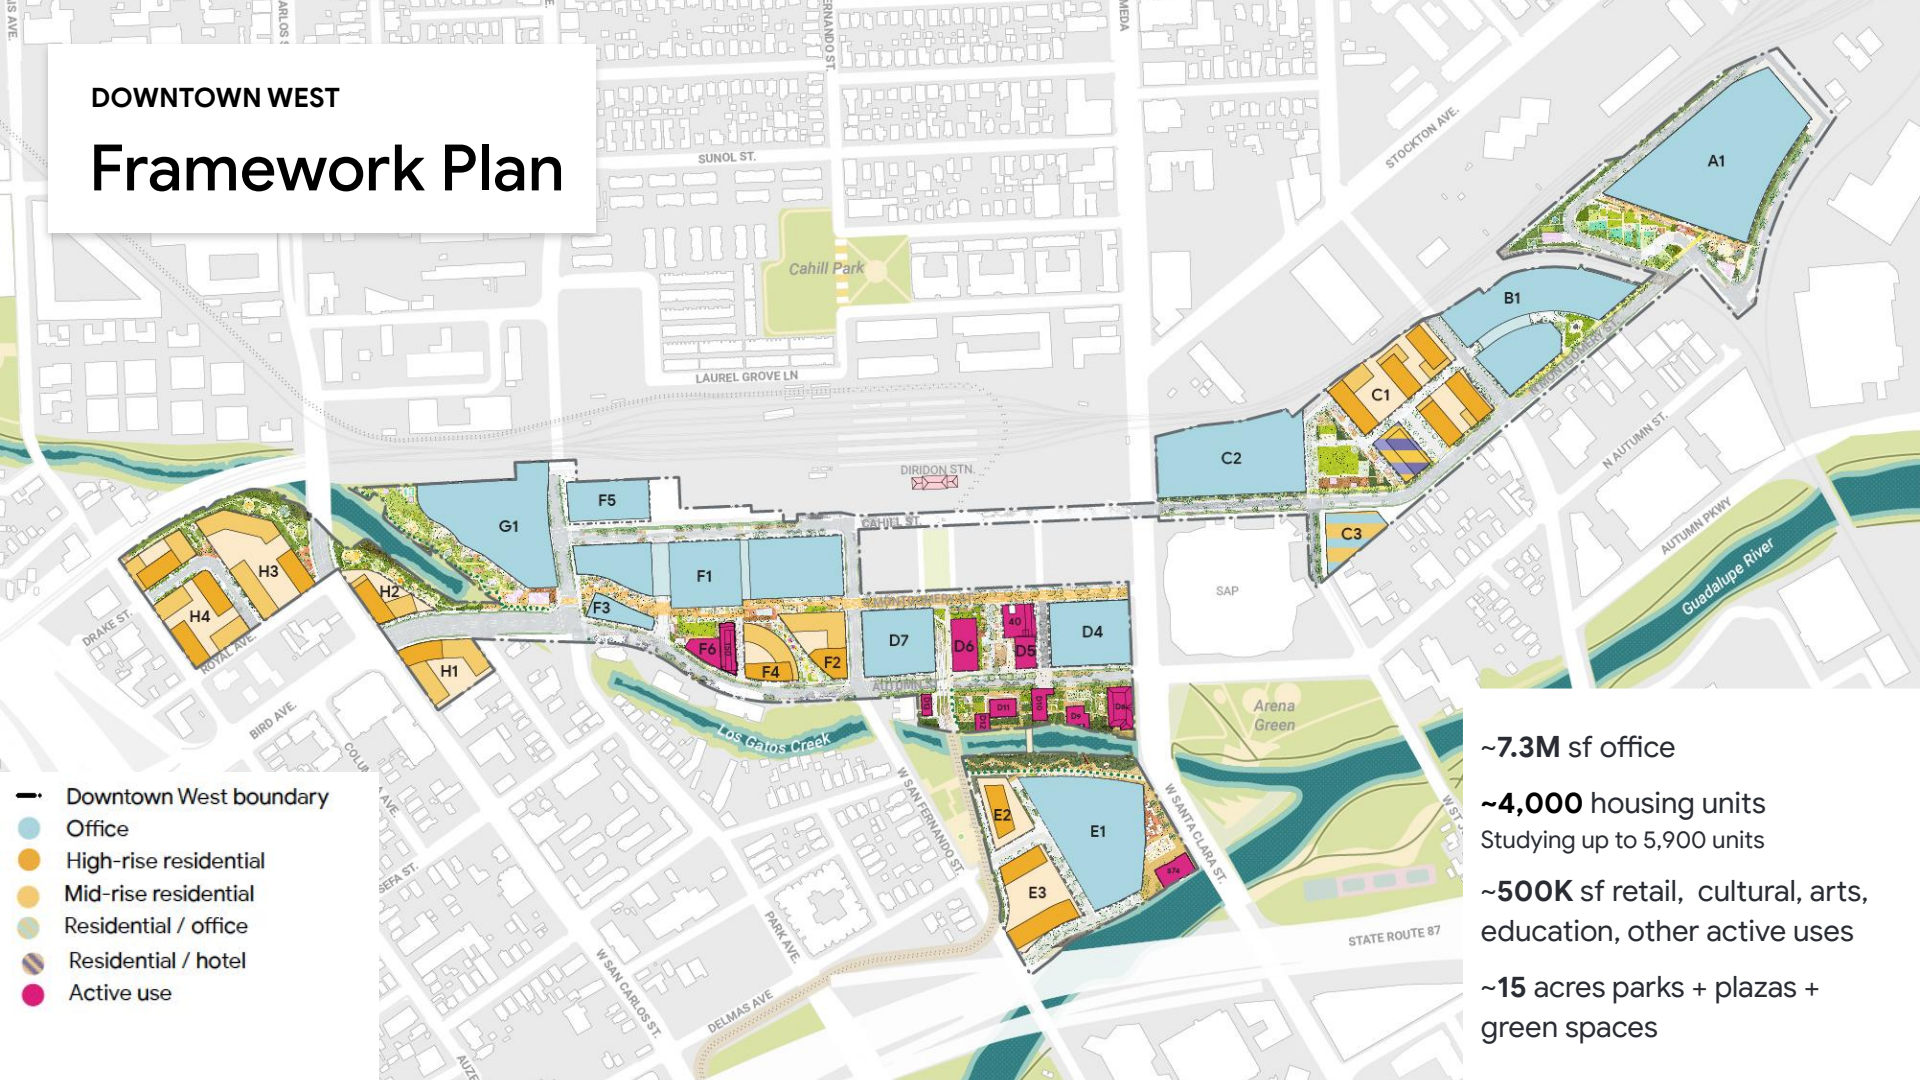 DOWNTOWN WEST
Framework Plan
SUNOL ST.
STOCKTON AVE.
A1
Cahill Park
B1
LAUREL GROVE LN
C1
N AUTUMN ST.
C2
DIRIDON STN.
F5
G1
CAHILL ST.
C3
AUTUMN PKWY
Guadalupe River
H3
F1
H2
SAP
H4
F3
40
D4
DRAKE ST.
ROYAL AVE.
F6
D7
D6
D5
F2
F4
H1
D11
D10
D9
Arena
Green
BIRD AVE.
Los Gatos Creek
W SAN FERNANDO ST.
W SANTA CLARA ST.
E2
E1
E3
PARK AVE.
W SAN CARLOS ST.
DELMAS AVE
STATE ROUTE 87
Downtown West boundary
Office
High-rise residential
Mid-rise residential
Residential / office
Residential / hotel
Active use
~7.3M sf office
~4,000 housing units
Studying up to 5,900 units
~500K sf retail, cultural, arts,
education, other active uses
~15 acres parks + plazas +
green spaces